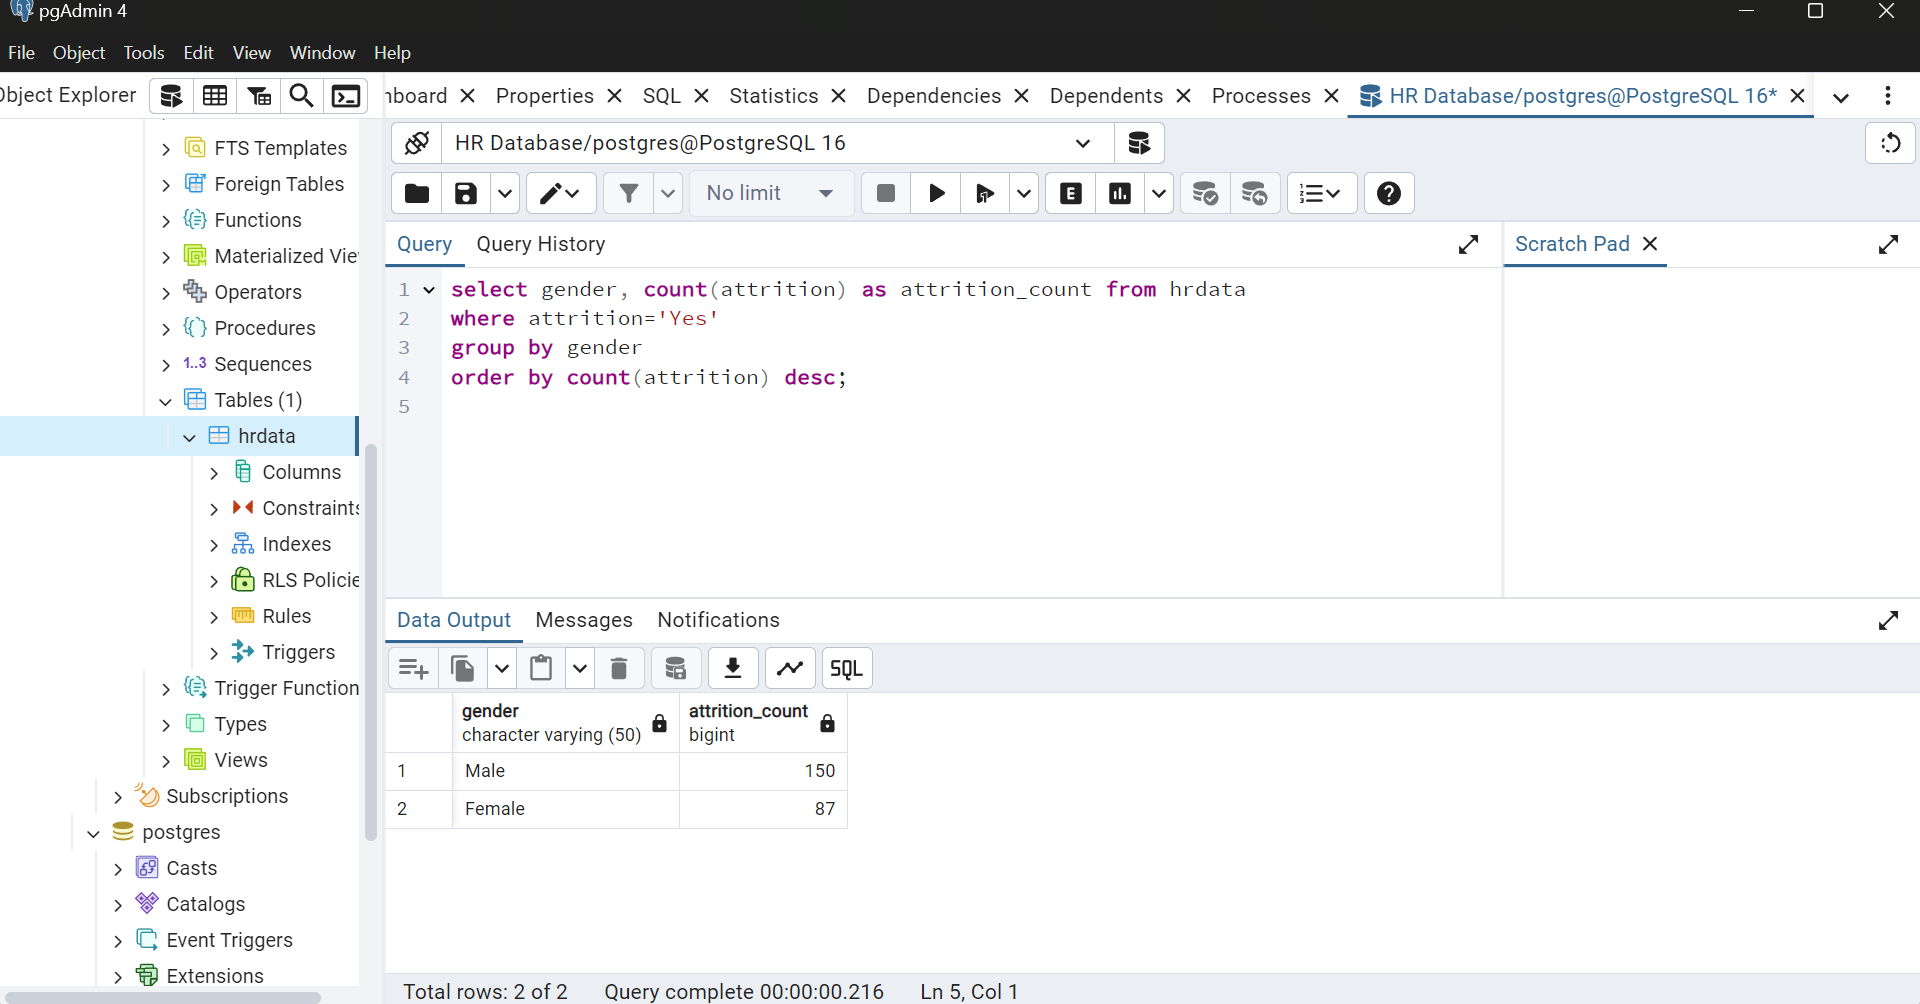 pgAdmin 4
File Object Tools Edit View Window Help
Object Explorer
board Properties SQL Statistics Dependencies Dependents Processes HR Database/postgres@PostgreSQL 16*
HR Database/postgres@PostgreSQL 16
No limit
E
Query Query History
Scratch Pad
1 select gender, count(attrition) as attrition_count from hrdata
2 where attrition='Yes'
3 group by gender
4 order by count(attrition) desc;
5
FTS Templates
Foreign Tables
Functions
Materialized Vie
Operators
Procedures
1..3 Sequences
Tables (1)
hrdata
Columns
Constraints
Indexes
RLS Policie
Rules
Triggers
Trigger Function
Types
Views
Subscriptions
postgres
Casts
Catalogs
Event Triggers
Extensions
Data Output Messages Notifications
SQL
gender attrition_count
character varying (50) bigint
1 Male 150
2 Female 87
Total rows: 2 of 2 Query complete 00:00:00.216 Ln 5, Col 1